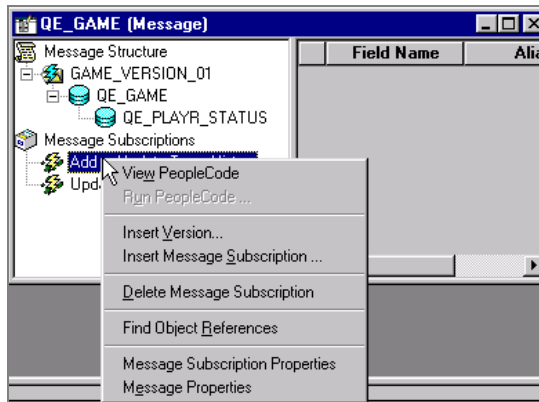 QE_GAME (Message)
Message Structure
Field Name
GAME_VERSION_01
QE_GAME
QE_PLAYR_STATUS
Message Subscriptions
Add
View PeopleCode
Run PeopleCode ...
Insert Version...
Insert Message Subscription ...
Delete Message Subscription
Find Object References
Message Subscription Properties
Message Properties